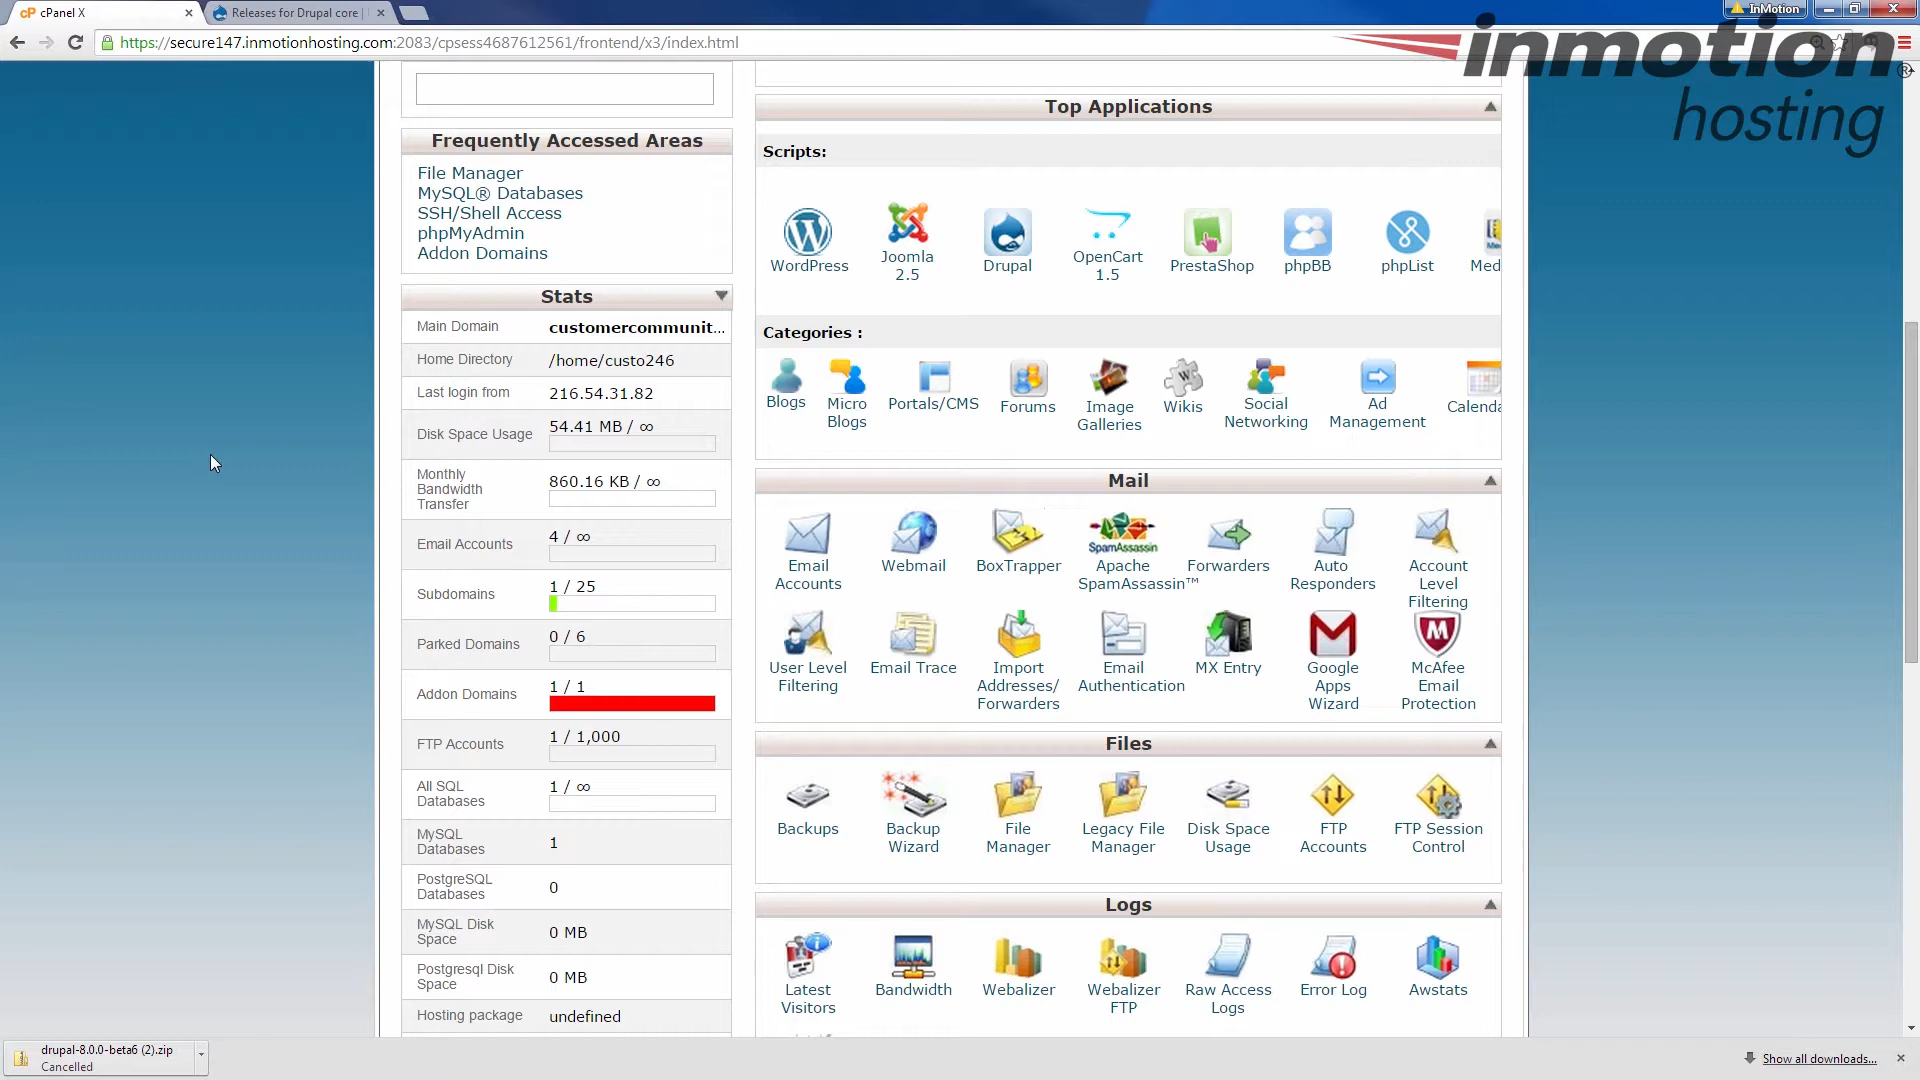 cP cPanel X
Releases for Drupal core |
InMotion
https://secure147.inmotionhosting.com:2083/cpsess4687612561/frontend/x3/index.html
inmotion
®
hosting
Frequently Accessed Areas
File Manager
MySQL® Databases
SSH/Shell Access
phpMyAdmin
Addon Domains
Stats
Main Domain customercommunit...
Home Directory /home/custo246
Last login from 216.54.31.82
Disk Space Usage 54.41 MB / ∞
Monthly
Bandwidth
Transfer
860.16 KB / ∞
Email Accounts 4 / ∞
Subdomains 1 / 25
Parked Domains 0 / 6
Addon Domains 1 / 1
FTP Accounts 1 / 1,000
All SQL
Databases
1 / ∞
MySQL
Databases
1
PostgreSQL
Databases
0
MySQL Disk
Space
0 MB
Postgresql Disk
Space
0 MB
Hosting package undefined
Top Applications
Scripts:
WordPress
Joomla
2.5
Drupal
OpenCart
1.5
PrestaShop
phpBB
phpList
Med
Categories :
Blogs
Micro
Blogs
Portals/CMS
Forums
Image
Galleries
W
Wikis
Social
Networking
Ad
Management
Calenda
Mail
Email
Accounts
Webmail
BoxTrapper
SpamAssassin
Apache
SpamAssassin™
Forwarders
Auto
Responders
Account
Level
Filtering
User Level
Filtering
Email Trace
Import
Addresses/
Forwarders
Email
Authentication
MX Entry
Google
Apps
Wizard
McAfee
Email
Protection
Files
Backups
Backup
Wizard
File
Manager
Legacy File
Manager
Disk Space
Usage
FTP
Accounts
FTP Session
Control
Logs
Latest
Visitors
Bandwidth
Webalizer
Webalizer
FTP
Raw Access
Logs
Error Log
Awstats
drupal-8.0.0-beta6 (2).zip
Cancelled
Show all downloads...